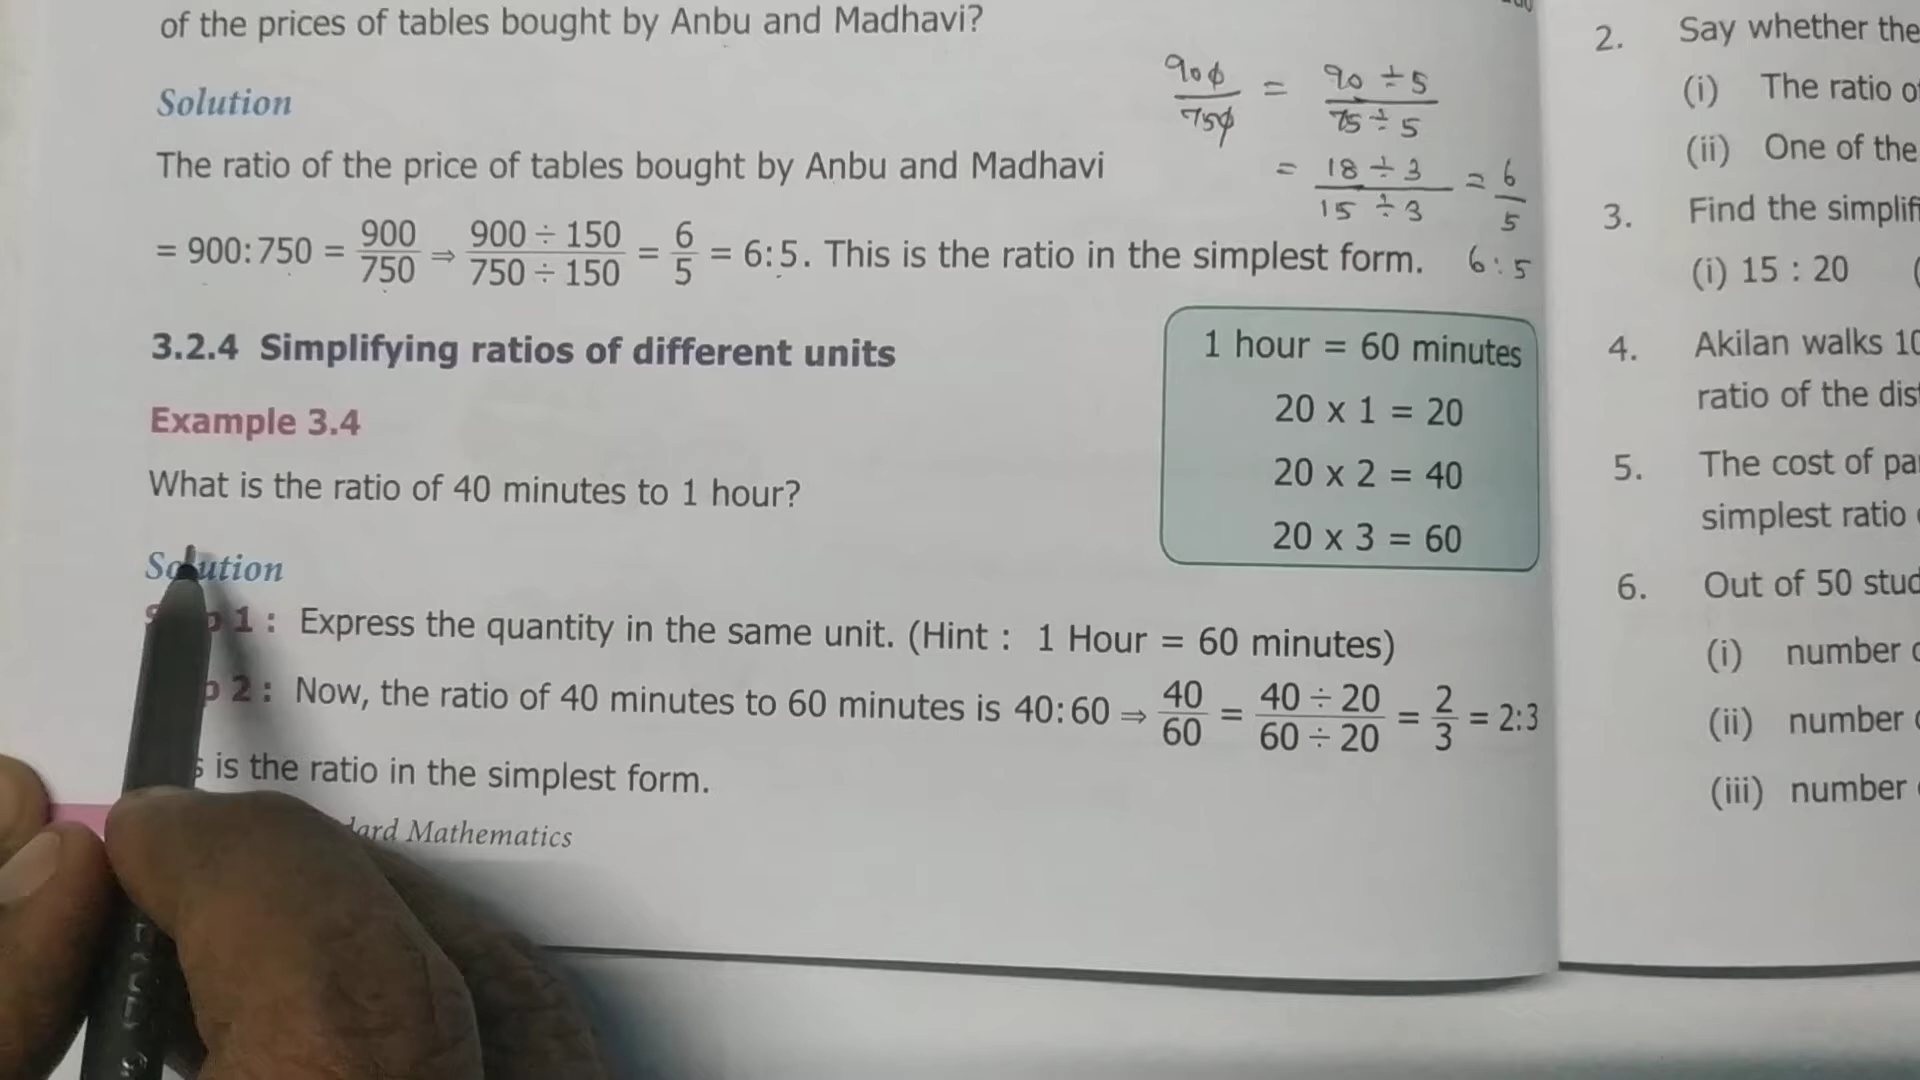 of the prices of tables bought by Anbu and Madhavi?
Solution
The ratio of the price of tables bought by Anbu and Madhavi
= 900:750 = 900/750 ⇒ 900 ÷ 150/750 ÷ 150 = 6/5 = 6:5. This is the ratio in the simplest form.
900/750 = 90 ÷ 5/75 ÷ 5
= 18 ÷ 3/15 ÷ 3 = 6/5
6:5
3.2.4 Simplifying ratios of different units
Example 3.4
What is the ratio of 40 minutes to 1 hour?
1 hour = 60 minutes
20 x 1 = 20
20 x 2 = 40
20 x 3 = 60
Solution
1 : Express the quantity in the same unit. (Hint : 1 Hour = 60 minutes)
2 : Now, the ratio of 40 minutes to 60 minutes is 40:60 ⇒ 40/60 = 40 ÷ 20/60 ÷ 20 = 2/3 = 2:3
is the ratio in the simplest form.
Mathematics
2. Say whether the
(i) The ratio of
(ii) One of the
3. Find the simplifi
(i) 15 : 20 (
4. Akilan walks 10
ratio of the dis
5. The cost of pa
simplest ratio
6. Out of 50 stud
(i) number
(ii) number
(iii) number